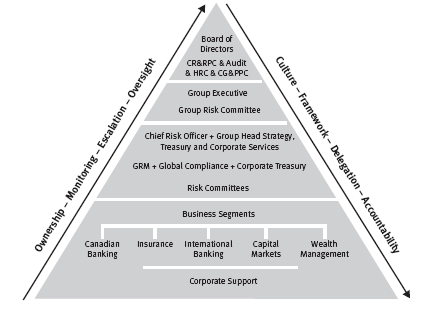 Board of
Directors
CR&RPC & Audit
& HRC & CG&PPC
Group Executive
Group Risk Committee
Chief Risk Officer + Group Head Strategy,
Treasury and Corporate Services
GRM + Global Compliance + Corporate Treasury
Risk Committees
Business Segments
Canadian
Banking
Insurance
International
Banking
Capital
Markets
Wealth
Management
Corporate Support
Ownership – Monitoring – Escalation – Oversight
Culture – Framework – Delegation – Accountability